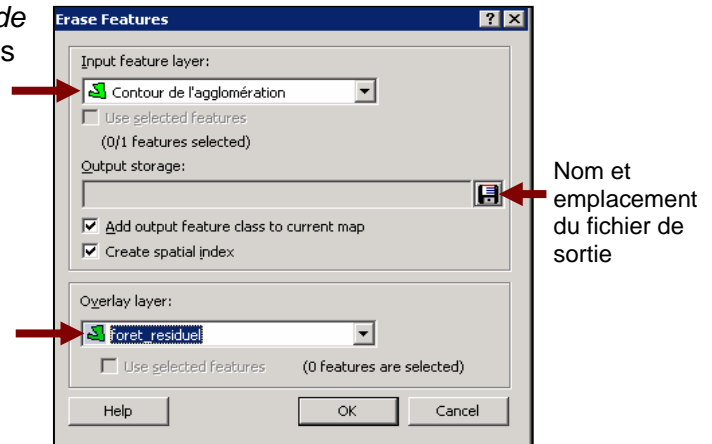 de
s
Erase Features
Input feature layer:
Contour de l'agglomération
Use selected features
(0/1 features selected)
Output storage:
Add output feature class to current map
Create spatial index
Overlay layer:
foret_residuel
Use selected features (0 features are selected)
Help OK Cancel
Nom et
emplacement
du fichier de
sortie